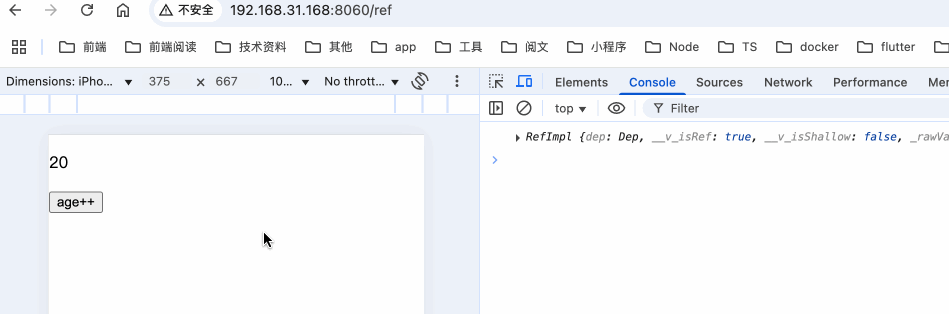 不安全 192.168.31.168:8060/ref
前端 前端阅读 技术资料 其他 app 工具 阅文 小程序 Node TS docker flutter
Dimensions: iPho... 375 × 667 10... No thrott... Elements Console Sources Network Performance Mer
top Filter
RefImpl {dep: Dep, __v_isRef: true, __v_isShallow: false, _rawVa
20
age++